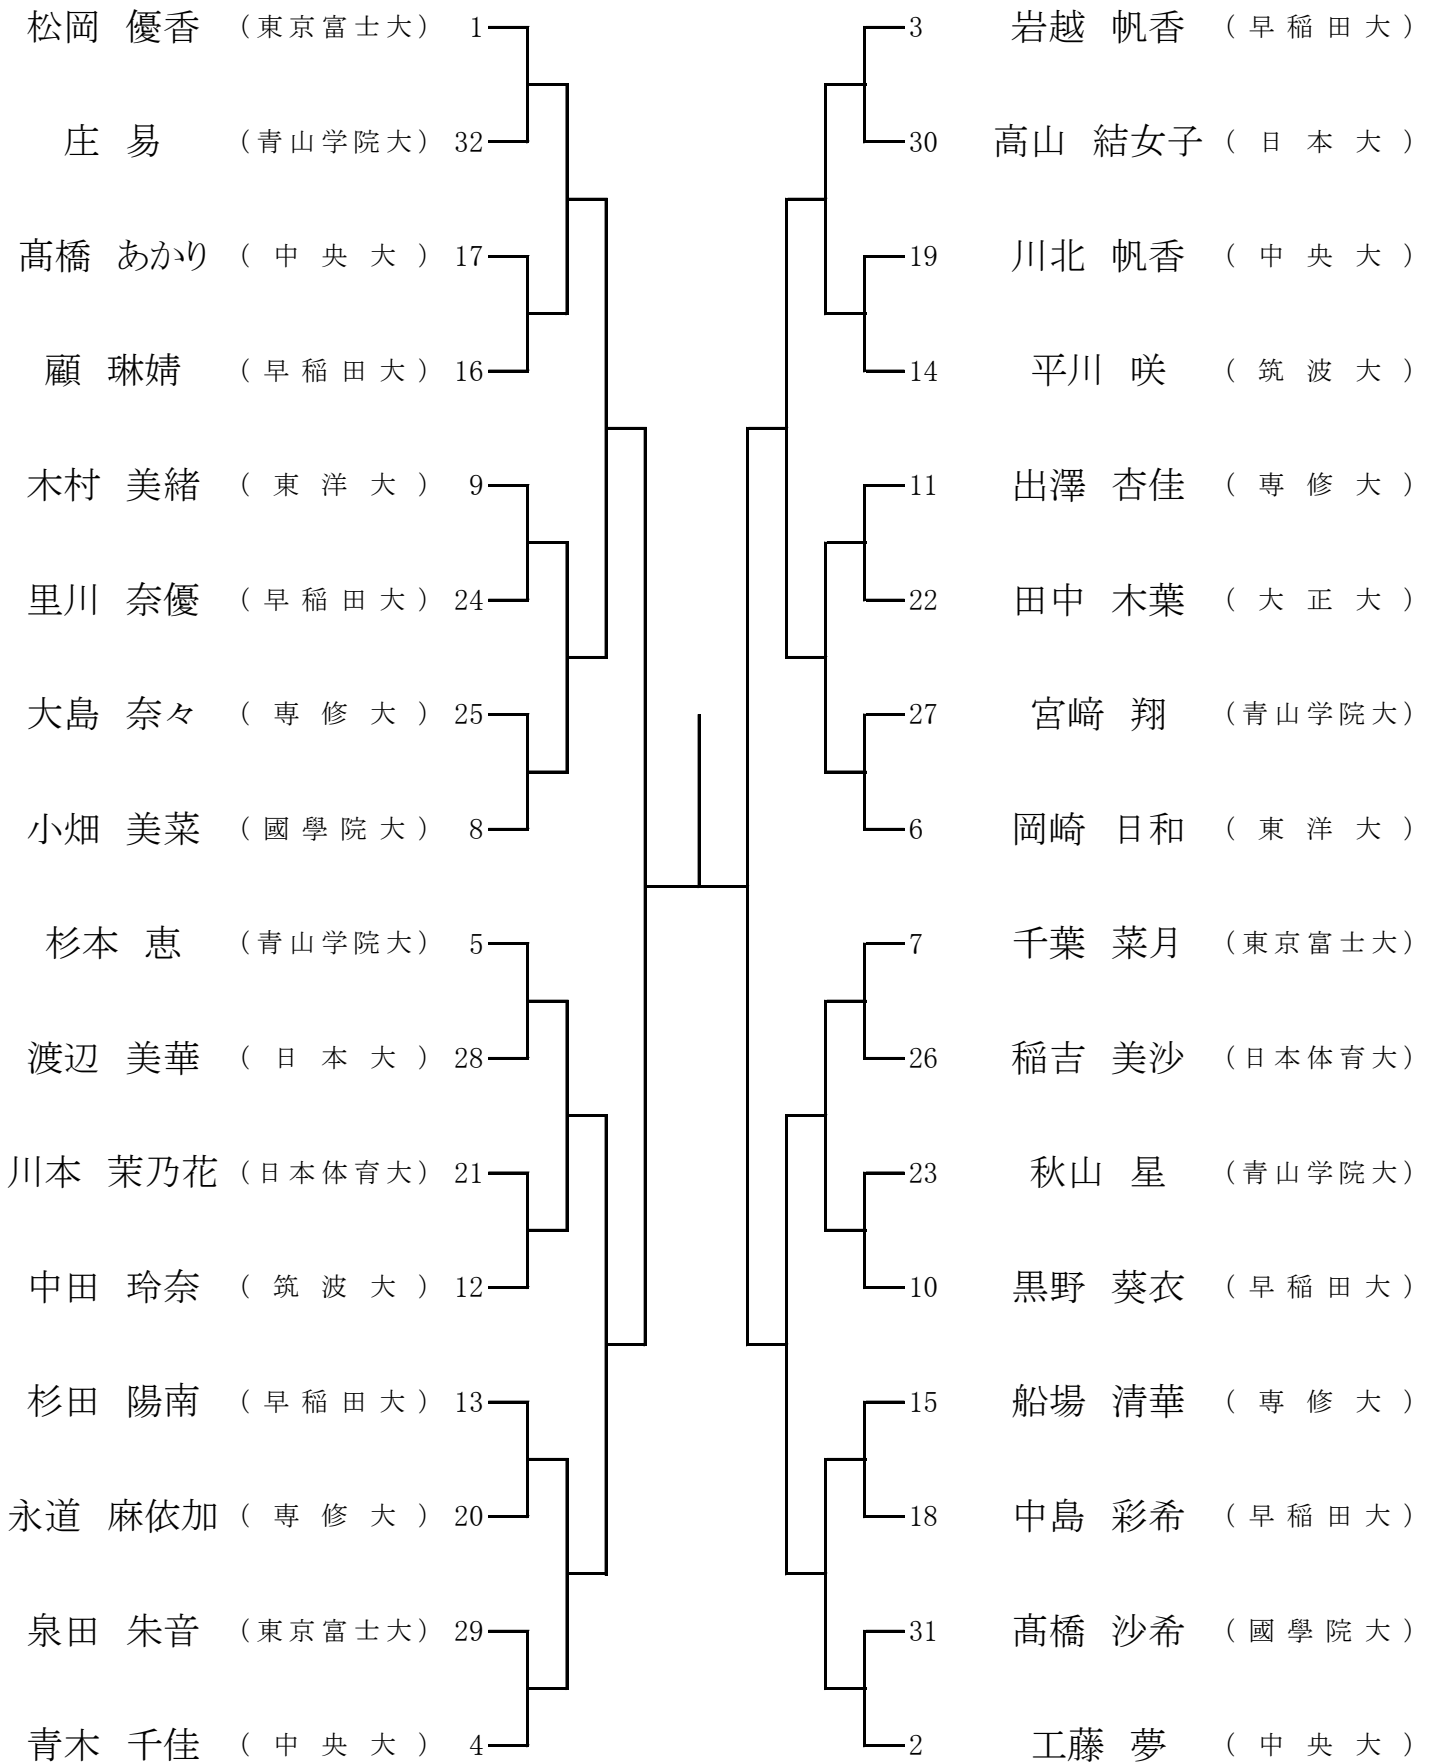 松岡 優香 (東京富士大) 1
庄 易 (青山学院大) 32
髙橋 あかり (中央大) 17
顧 琳婧 (早稲田大) 16
木村 美緒 (東洋大) 9
里川 奈優 (早稲田大) 24
大島 奈々 (専修大) 25
小畑 美菜 (國學院大) 8
杉本 恵 (青山学院大) 5
渡辺 美華 (日本大) 28
川本 茉乃花 (日本体育大) 21
中田 玲奈 (筑波大) 12
杉田 陽南 (早稲田大) 13
永道 麻依加 (専修大) 20
泉田 朱音 (東京富士大) 29
青木 千佳 (中央大) 4
3 岩越 帆香 (早稲田大)
30 高山 結女子 (日本大)
19 川北 帆香 (中央大)
14 平川 咲 (筑波大)
11 出澤 杏佳 (専修大)
22 田中 木葉 (大正大)
27 宮﨑 翔 (青山学院大)
6 岡崎 日和 (東洋大)
7 千葉 菜月 (東京富士大)
26 稲吉 美沙 (日本体育大)
23 秋山 星 (青山学院大)
10 黒野 葵衣 (早稲田大)
15 船場 清華 (専修大)
18 中島 彩希 (早稲田大)
31 髙橋 沙希 (國學院大)
2 工藤 夢 (中央大)